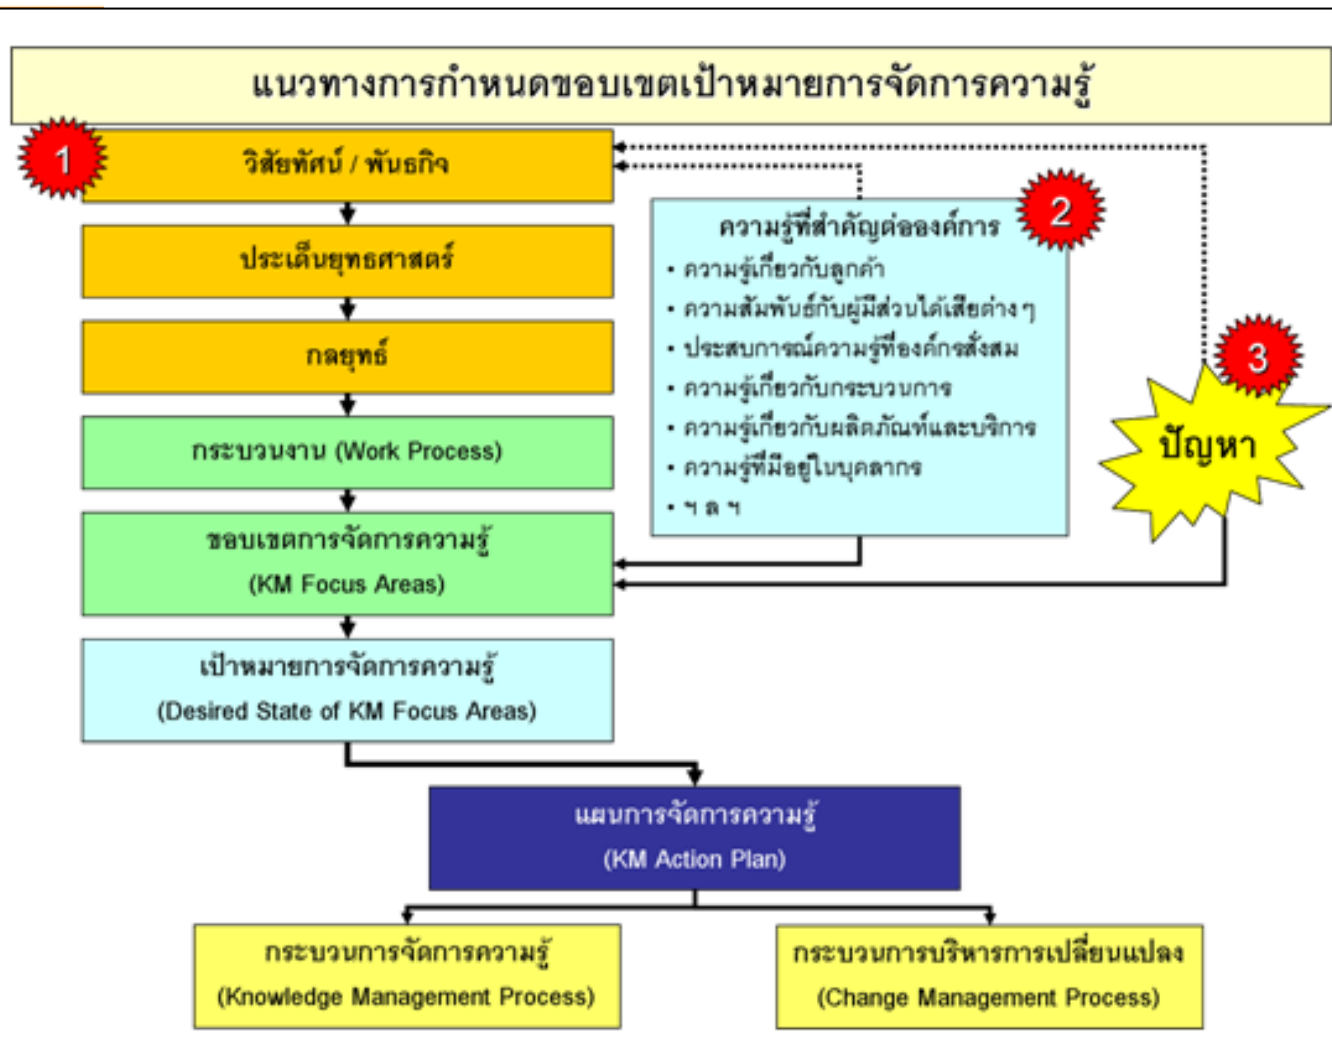 แนวทางการกำหนดขอบเขตเป้าหมายการจัดการความรู้
1
วิสัยทัศน์ / พันธกิจ
ประเด็นยุทธศาสตร์
กลยุทธ์
กระบวนงาน (Work Process)
ขอบเขตการจัดการความรู้
(KM Focus Areas)
2
ความรู้ที่สำคัญต่อองค์การ
• ความรู้เกี่ยวกับลูกค้า
• ความสัมพันธ์กับผู้มีส่วนได้เสียต่างๆ
• ประสบการณ์ความรู้ที่องค์กรสั่งสม
• ความรู้เกี่ยวกับกระบวนการ
• ความรู้เกี่ยวกับผลิตภัณฑ์และบริการ
• ความรู้ที่มีอยู่ในบุคลากร
• ฯ ล ฯ
3
ปัญหา
เป้าหมายการจัดการความรู้
(Desired State of KM Focus Areas)
แผนการจัดการความรู้
(KM Action Plan)
กระบวนการจัดการความรู้
(Knowledge Management Process)
กระบวนการบริหารการเปลี่ยนแปลง
(Change Management Process)